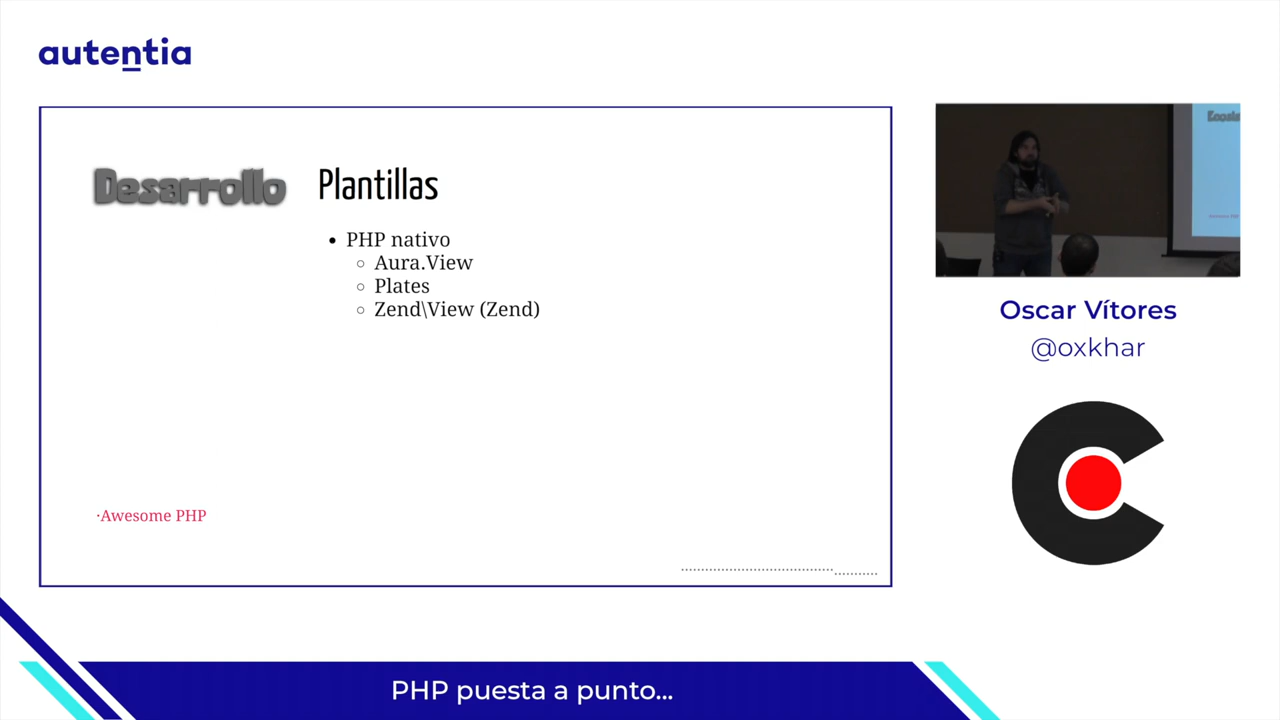 autentia
Desarrollo
Plantillas
• PHP nativo
○ Aura.View
○ Plates
○ Zend\View (Zend)
·Awesome PHP
Oscar Vítores
@oxkhar
PHP puesta a punto...